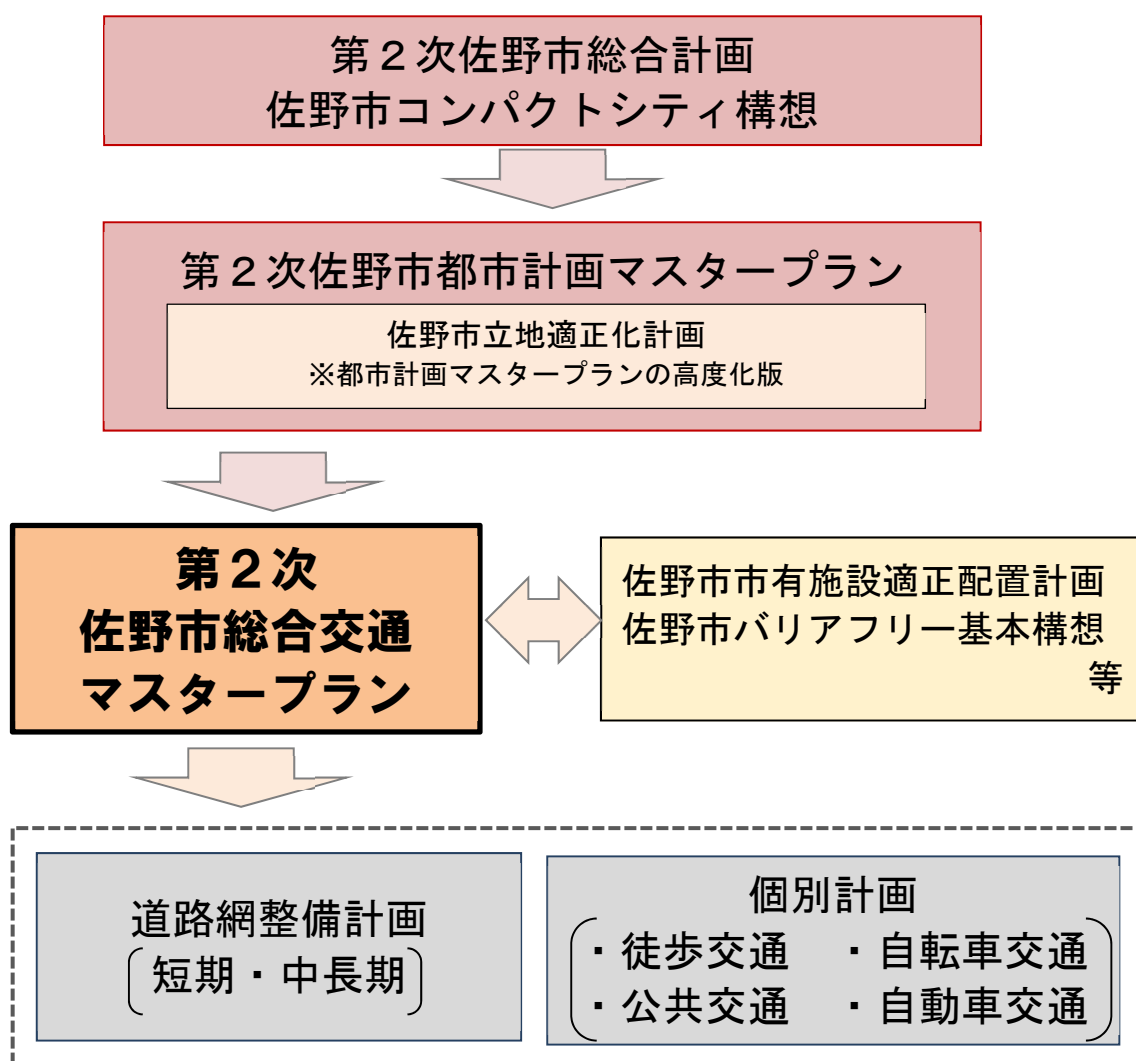 第２次佐野市総合計画
佐野市コンパクトシティ構想
第２次佐野市都市計画マスタープラン
佐野市立地適正化計画
※都市計画マスタープランの高度化版
第２次
佐野市総合交通
マスタープラン
佐野市市有施設適正配置計画
佐野市バリアフリー基本構想
等
道路網整備計画
短期・中長期
個別計画
・徒歩交通　・自転車交通
・公共交通　・自動車交通